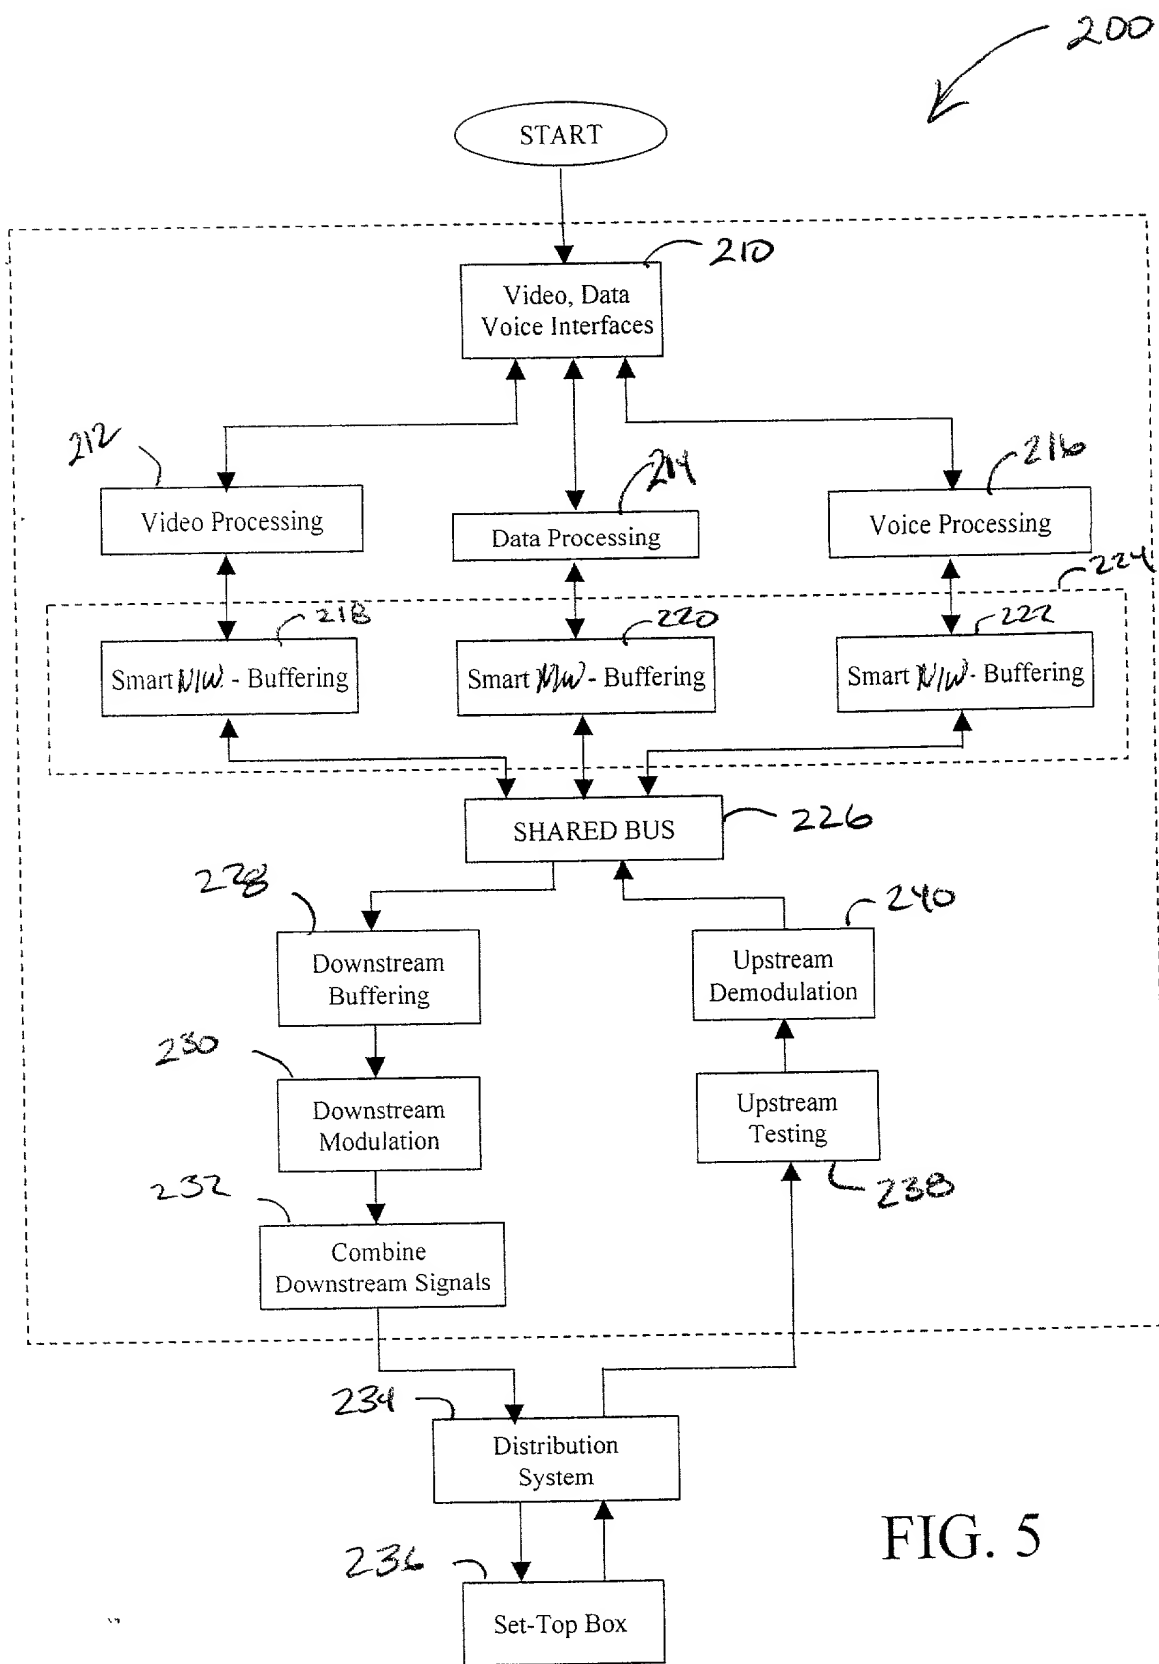 200
START
210
Video, Data
Voice Interfaces
212
214
216
Video Processing
Data Processing
Voice Processing
224
218
220
222
Smart N/W - Buffering
Smart N/W - Buffering
Smart N/W - Buffering
SHARED BUS
226
228
240
Downstream
Buffering
Upstream
Demodulation
230
Downstream
Modulation
Upstream
Testing
232
238
Combine
Downstream Signals
234
Distribution
System
236
Set-Top Box
FIG. 5